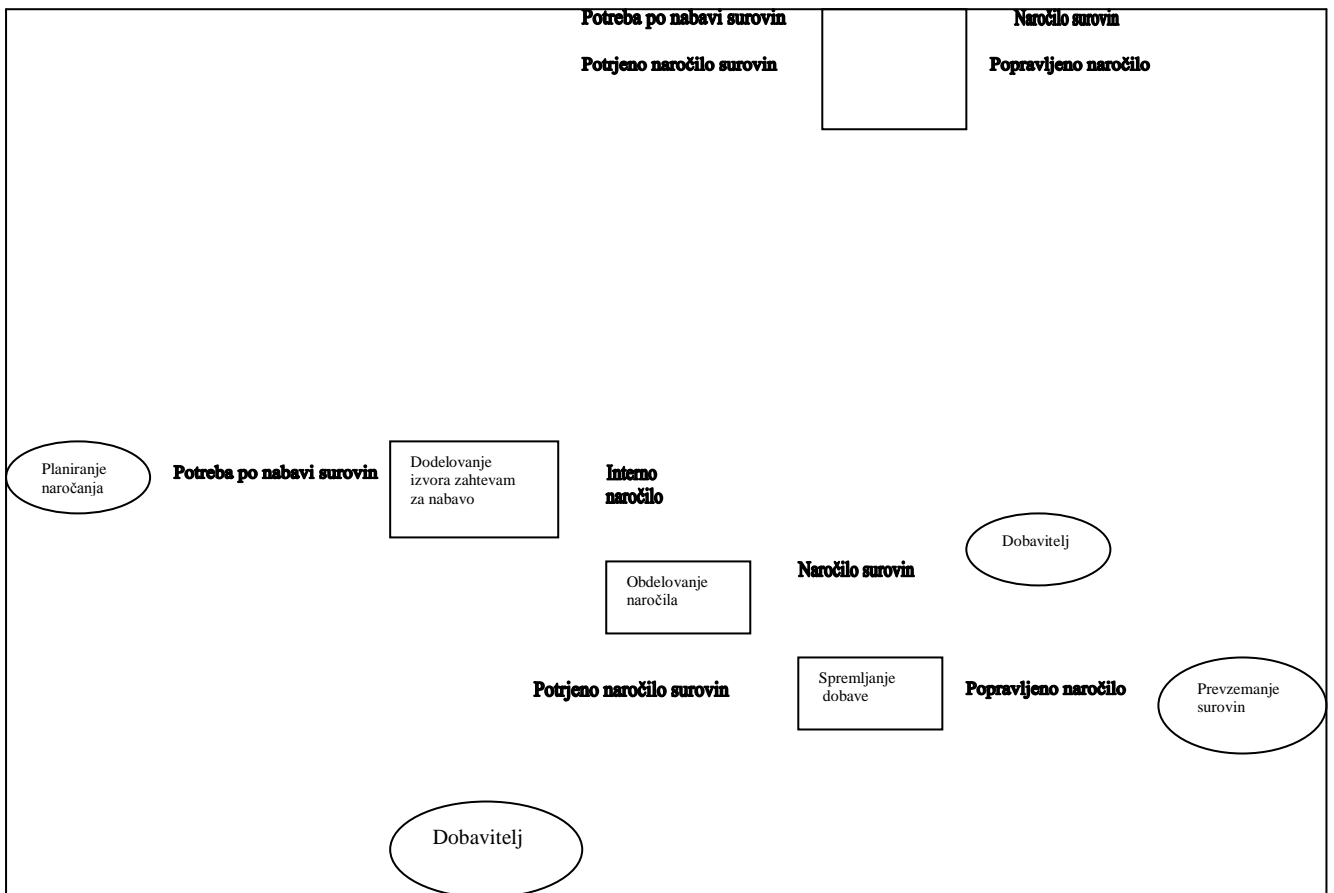 Potreba po nabavi surovin
Naročilo surovin
Potrjeno naročilo surovin
Popravljeno naročilo
Planiranje
naročanja
Potreba po nabavi surovin
Dodelovanje
izvora zahtevam
za nabavo
Interno
naročilo
Dobavitelj
Obdelovanje
naročila
Naročilo surovin
Potrjeno naročilo surovin
Spremljanje
dobave
Popravljeno naročilo
Prevzemanje
surovin
Dobavitelj